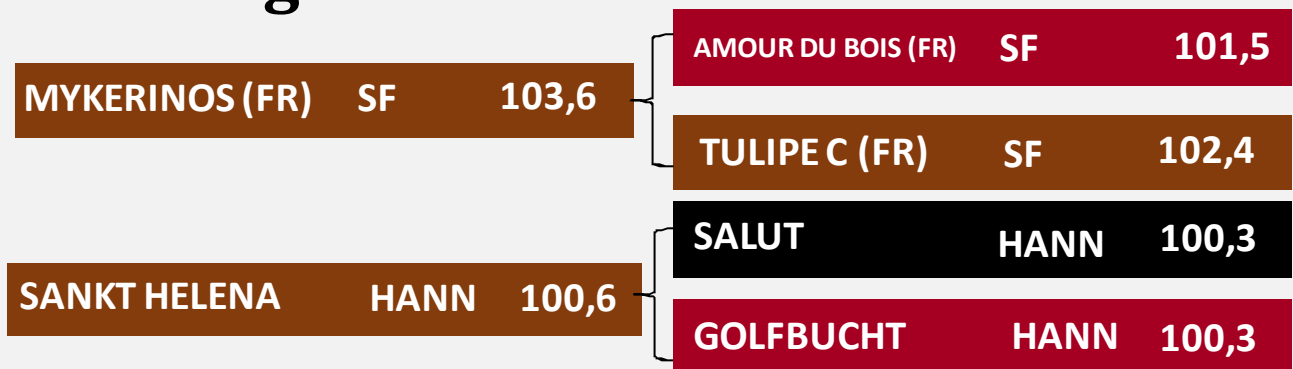 MYKERINOS (FR) SF 103,6
AMOUR DU BOIS (FR) SF 101,5
TULIPE C (FR) SF 102,4
SANKT HELENA HANN 100,6
SALUT HANN 100,3
GOLFBUCHT HANN 100,3